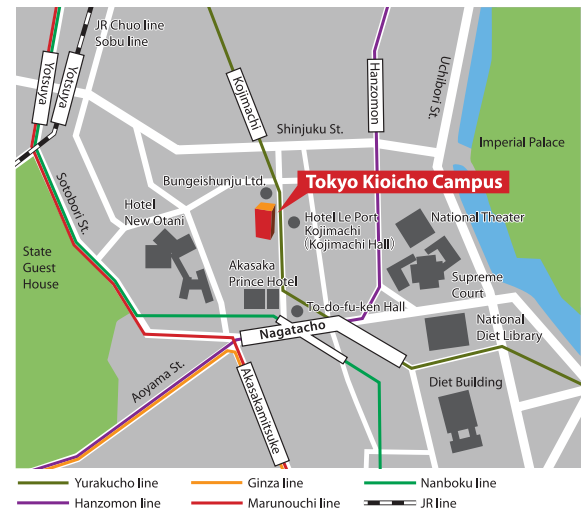 JR Chuo line
Sobu line
Yotsuya
Yotsuya
Kojimachi
Hanzomon
Uchibori St.
Shinjuku St.
Imperial Palace
Bungeishunju Ltd.
Tokyo Kioicho Campus
Sotobori St.
Hotel
New Otani
Hotel Le Port
Kojimachi
(Kojimachi Hall)
National Theater
State
Guest
House
Akasaka
Prince Hotel
Supreme
Court
To-do-fu-ken Hall
Nagatacho
National
Diet Library
Aoyama St.
Akasakamitsuke
Diet Building
Yurakucho line
Ginza line
Nanboku line
Hanzomon line
Marunouchi line
JR line